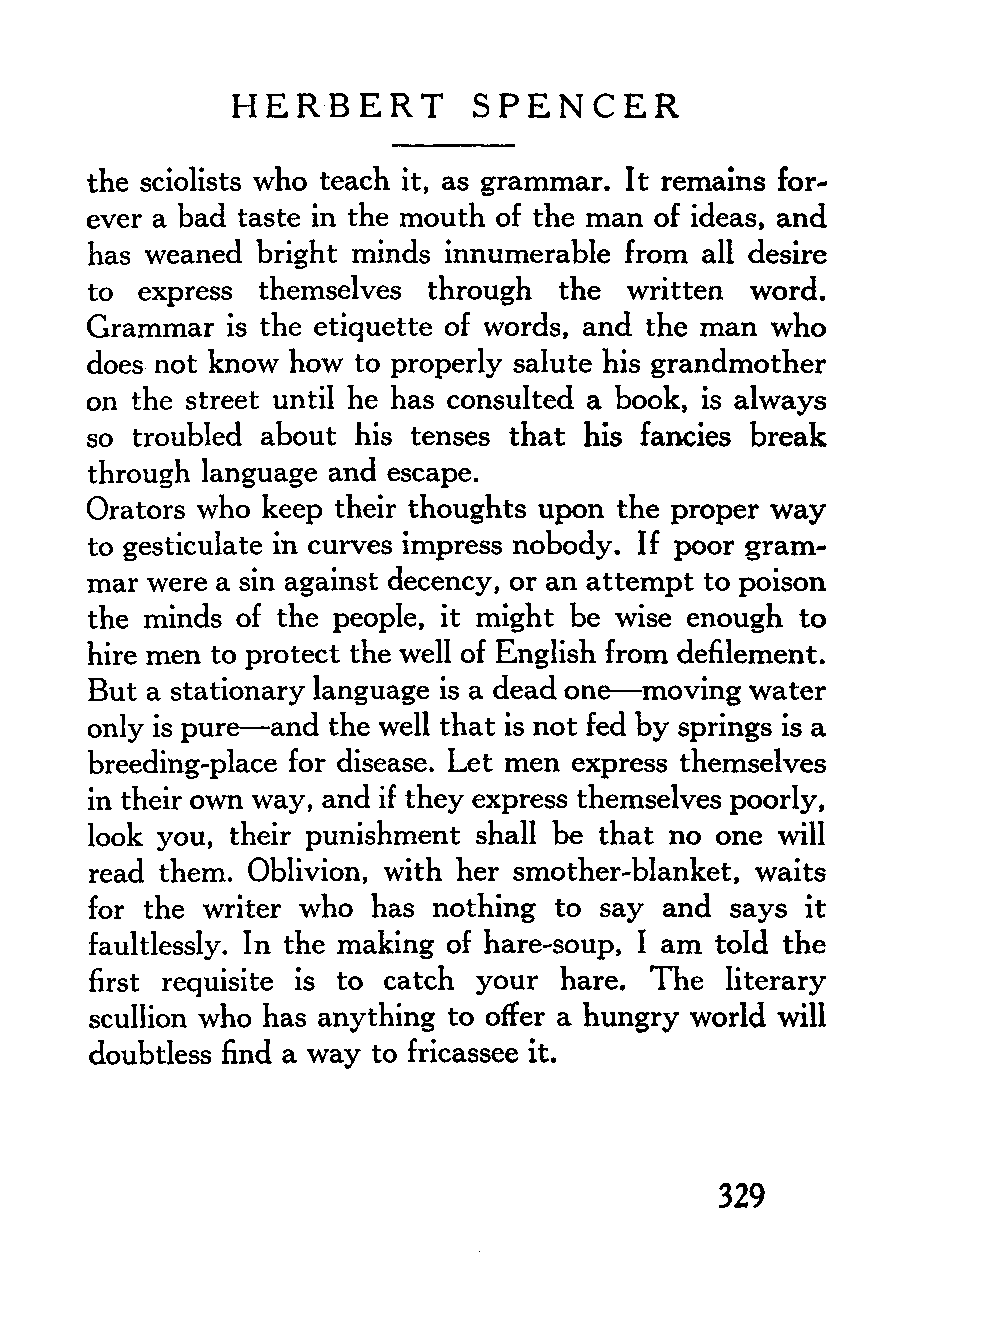 HERBERT SPENCER
the sciolists who teach it, as grammar. It remains for-
ever a bad taste in the mouth of the man of ideas, and
has weaned bright minds innumerable from all desire
to express themselves through the written word.
Grammar is the etiquette of words, and the man who
does not know how to properly salute his grandmother
on the street until he has consulted a book, is always
so troubled about his tenses that his fancies break
through language and escape.
Orators who keep their thoughts upon the proper way
to gesticulate in curves impress nobody. If poor gram-
mar were a sin against decency, or an attempt to poison
the minds of the people, it might be wise enough to
hire men to protect the well of English from defilement.
But a stationary language is a dead one—moving water
only is pure—and the well that is not fed by springs is a
breeding-place for disease. Let men express themselves
in their own way, and if they express themselves poorly,
look you, their punishment shall be that no one will
read them. Oblivion, with her smother-blanket, waits
for the writer who has nothing to say and says it
faultlessly. In the making of hare-soup, I am told the
first requisite is to catch your hare. The literary
scullion who has anything to offer a hungry world will
doubtless find a way to fricassee it.
329